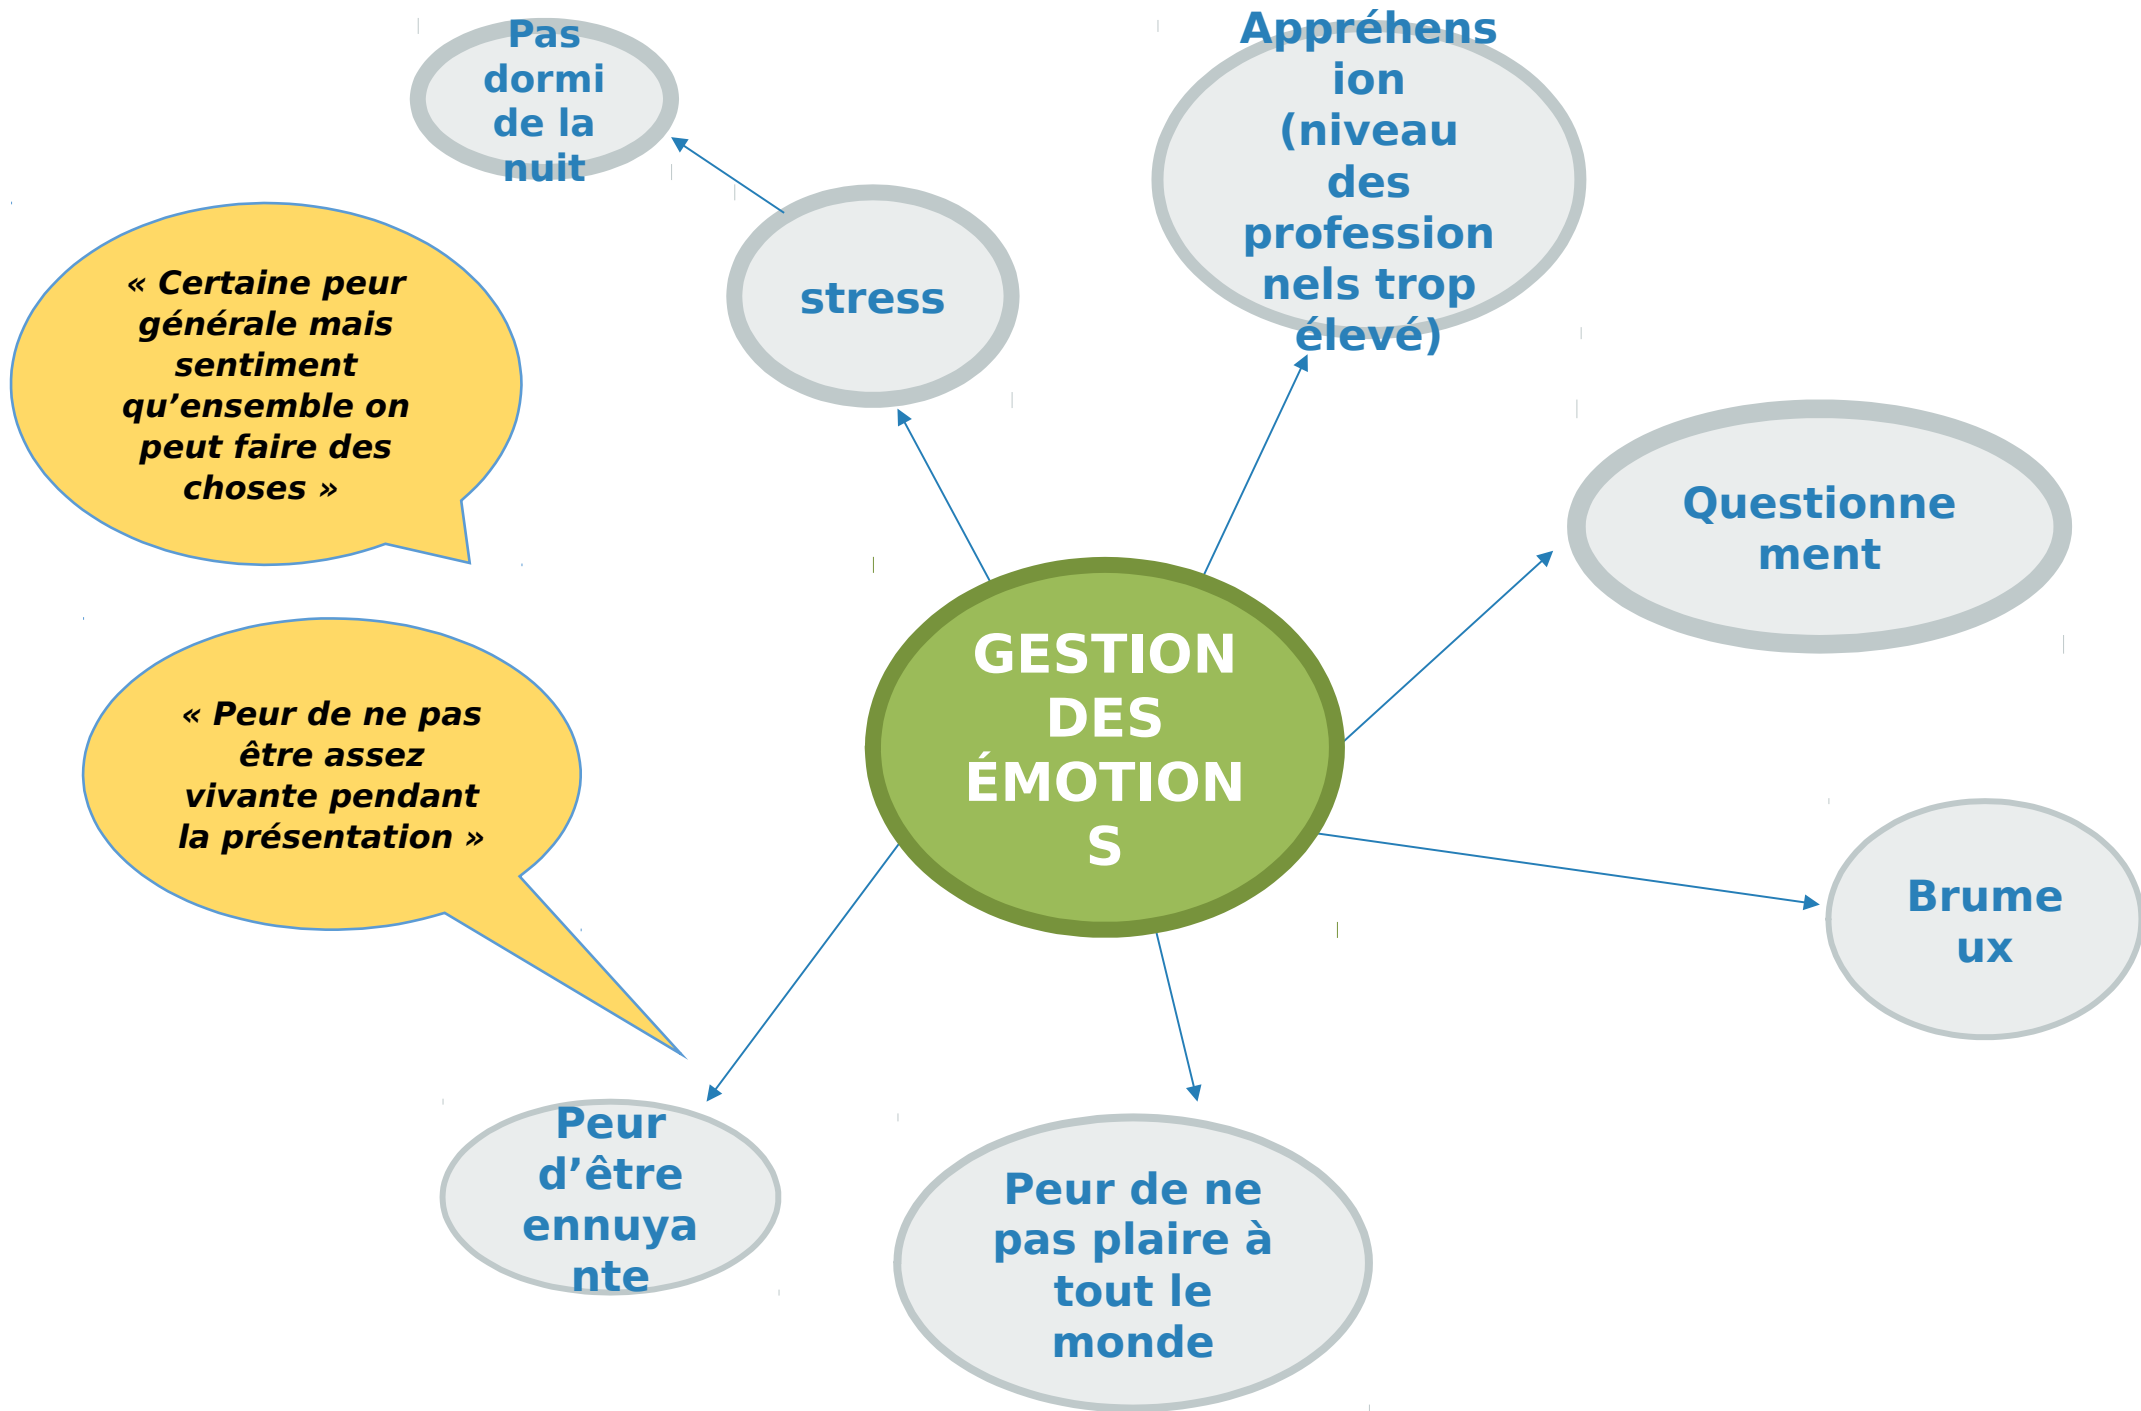 Pas
dormi
de la
nuit
Appréhens
ion
(niveau
des
profession
nels trop
élevé)
stress
« Certaine peur
générale mais
sentiment
qu’ensemble on
peut faire des
choses »
Questionne
ment
GESTION
DES
ÉMOTION
S
« Peur de ne pas
être assez
vivante pendant
la présentation »
Brume
ux
Peur
d’être
ennuya
nte
Peur de ne
pas plaire à
tout le
monde